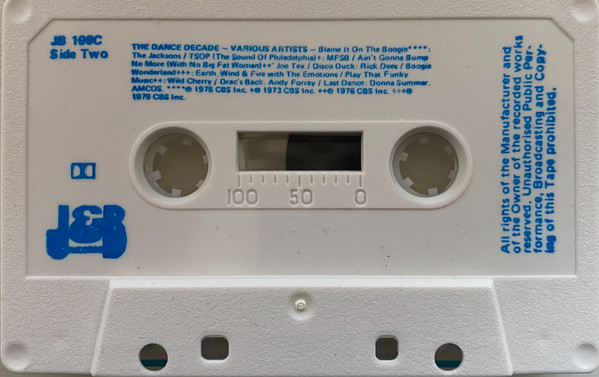 JB 199C
Side Two
THE DANCE DECADE – VARIOUS ARTISTS – Blame It On The Boogie****:
The Jacksons / TSOP (The Sound Of Philadelphia)+: MFSB / Ain't Gonna Bump
No More (With No Big Fat Woman)++' Joe Tex / Disco Duck: Rick Dees / Boogie
Wonderland+++: Earth, Wind & Fire with The Emotions / Play That Funky
Music++: Wild Cherry / Drac's Back: Andy Forray / Last Dance: Donna Summer.
AMCOS. ****℗ 1978 CBS Inc. +℗ 1973 CBS Inc. ++℗ 1976 CBS Inc. +++℗
1979 CBS Inc.
100 50 0
J&B
All rights of the Manufacturer and
of the Owner of the recorded works
reserved. Unauthorised Public Per-
formance, Broadcasting and Copy-
ing of this Tape prohibited.